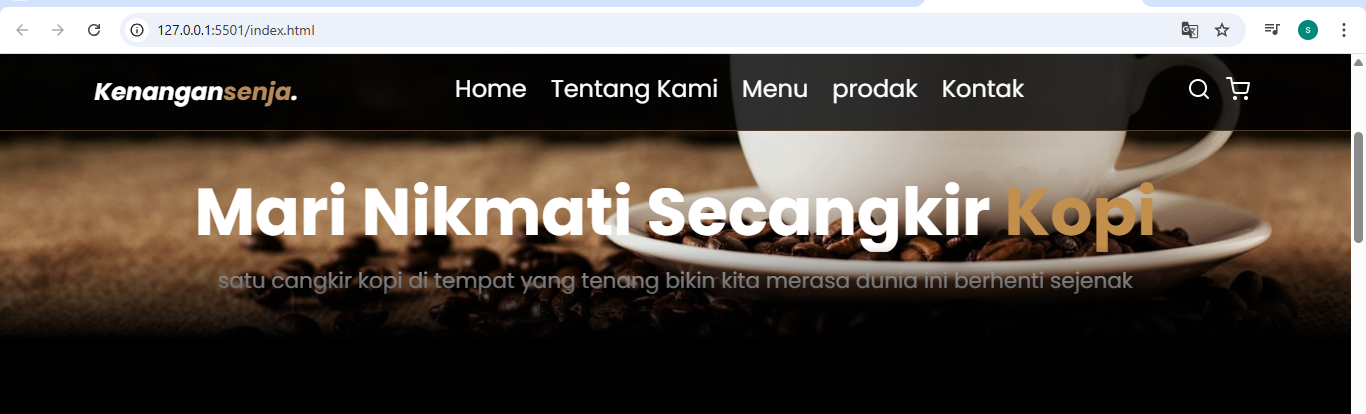 127.0.0.1:5501/index.html
S
Kenangansenja. Home Tentang Kami Menu prodak Kontak
Mari Nikmati Secangkir Kopi
satu cangkir kopi di tempat yang tenang bikin kita merasa dunia ini berhenti sejenak